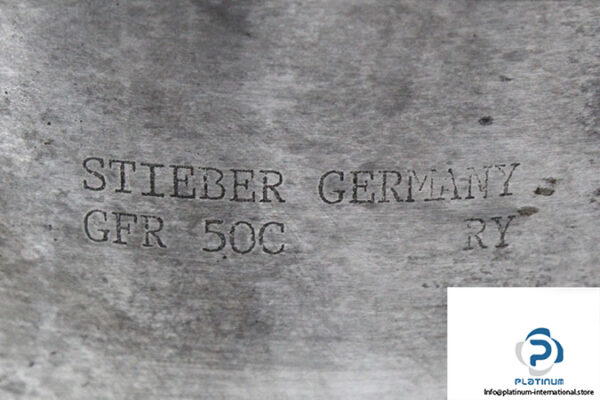 STIEBER GERMANY
GFR 50C RY
PLATINUM
Info@platinum-international.store